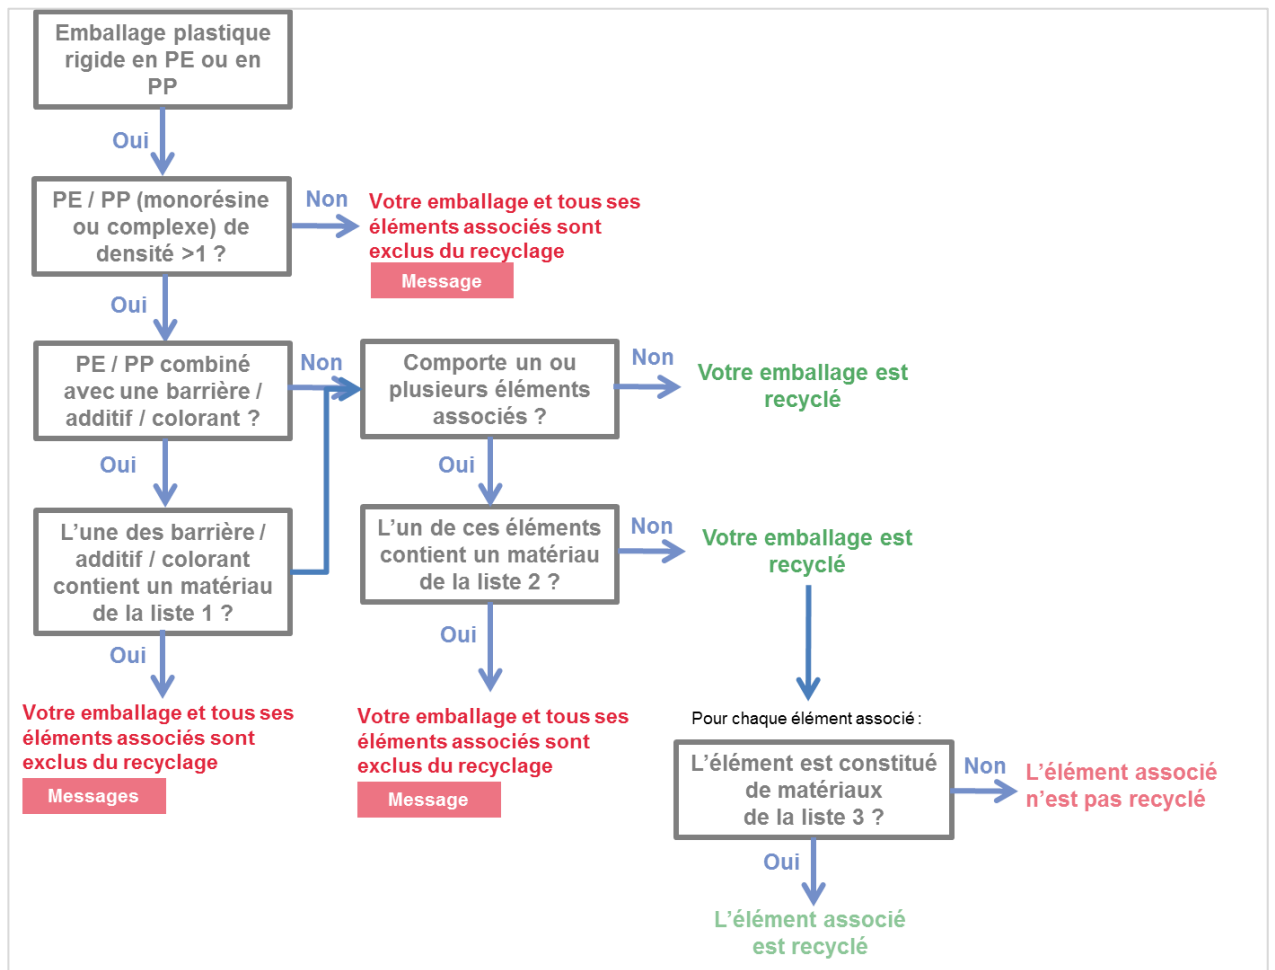 Emballage plastique
rigide en PE ou en
PP
Oui
PE / PP (monorésine
ou complexe) de
densité >1 ?
Non
Votre emballage et tous ses
éléments associés sont
exclus du recyclage
Message
Oui
PE / PP combiné
avec une barrière /
additif / colorant ?
Non
Comporte un ou
plusieurs éléments
associés ?
Non
Votre emballage est
recyclé
Oui
Oui
L'une des barrière /
additif / colorant
contient un matériau
de la liste 1 ?
L'un de ces éléments
contient un matériau
de la liste 2 ?
Non
Votre emballage est
recyclé
Oui
Oui
Votre emballage et tous ses
éléments associés sont
exclus du recyclage
Messages
Votre emballage et tous ses
éléments associés sont
exclus du recyclage
Message
Pour chaque élément associé :
L'élément est constitué
de matériaux
de la liste 3 ?
Non
L'élément associé
n'est pas recyclé
Oui
L'élément associé
est recyclé